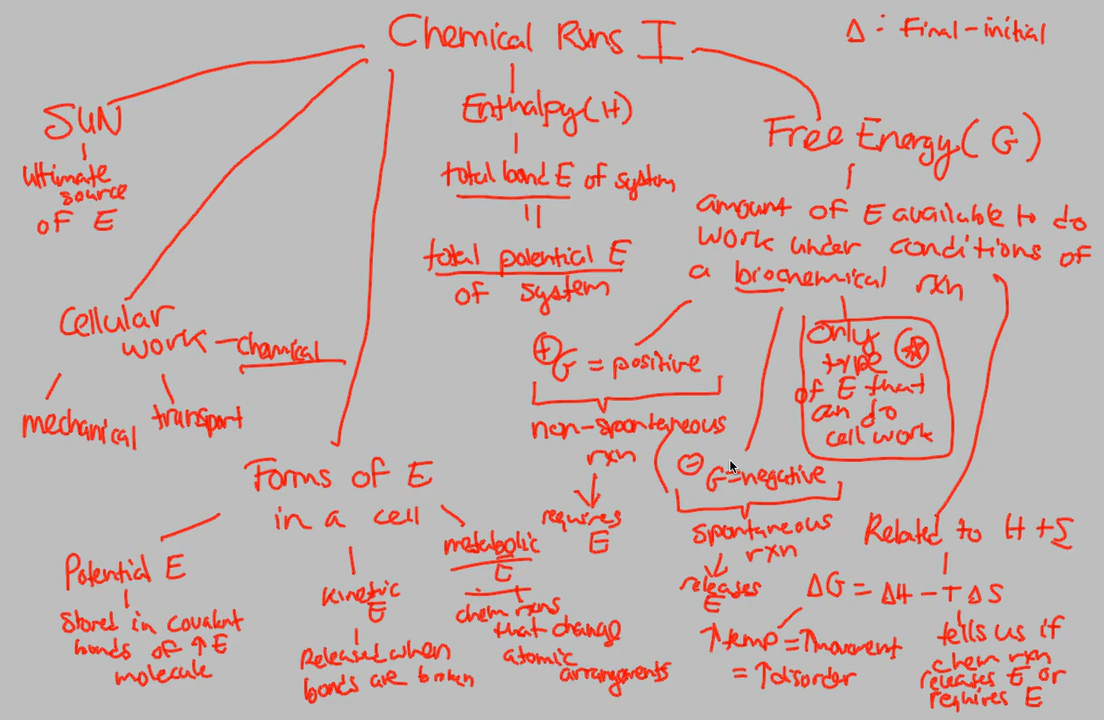 Chemical Runs I
Δ : Final-initial
SUN
ultimate
source
of E
Cellular
work - chemical
mechanical
transport
Forms of E
in a cell
Potential E
Stored in covalent
bonds of ↑ E
molecule
Kinetic
E
Released when
bonds are broken
metabolic
E
chem rxns
that change
atomic
arrangements
Enthalpy (H)
total bond E of system
=
total potential E
of system
Free Energy (G)
amount of E available to do
work under conditions of
a biochemical rxn
⊕G = positive
non-spontaneous
rxn
requires
E
⊖G = negative
spontaneous
rxn
releases
E
Only
type
of E that
can do
cell work
Related to H + S
ΔG = ΔH - TΔS
↑temp = ↑movement
= ↑disorder
tells us if
chem rxn
releases E or
requires E